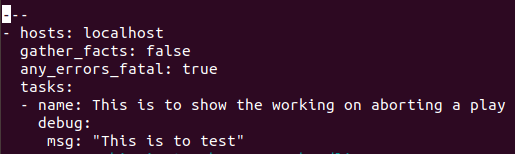 ---
- hosts: localhost
  gather_facts: false
  any_errors_fatal: true
  tasks:
  - name: This is to show the working on aborting a play
    debug:
     msg: "This is to test"